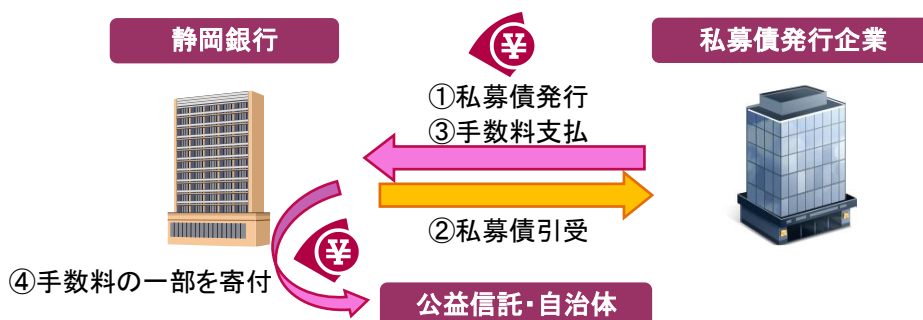 静岡銀行
私募債発行企業
¥
①私募債発行
③手数料支払
②私募債引受
¥
④手数料の一部を寄付
公益信託・自治体